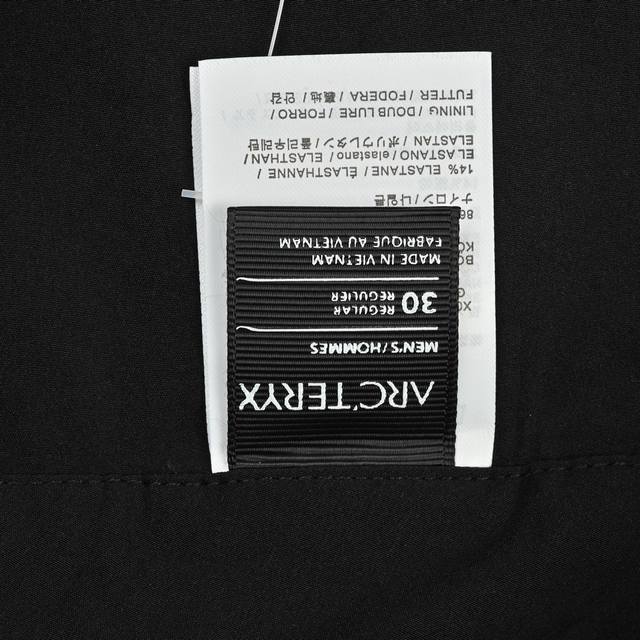 ARC'TERYX
MEN'S/HOMMES
30 REGULAR
REGULIER
MADE IN VIETNAM
FABRIQUE AU VIETNAM
86
ナイロン / 나일론
14% ELASTANE / ÉLASTHANNE /
ELASTANO / elastano / ELASTHAN /
ELASTAN / ポリウレタン / 폴리우레탄
LINING / DOUBLURE / FORRO /
FUTTER / FODERA / 裏地 / 안감